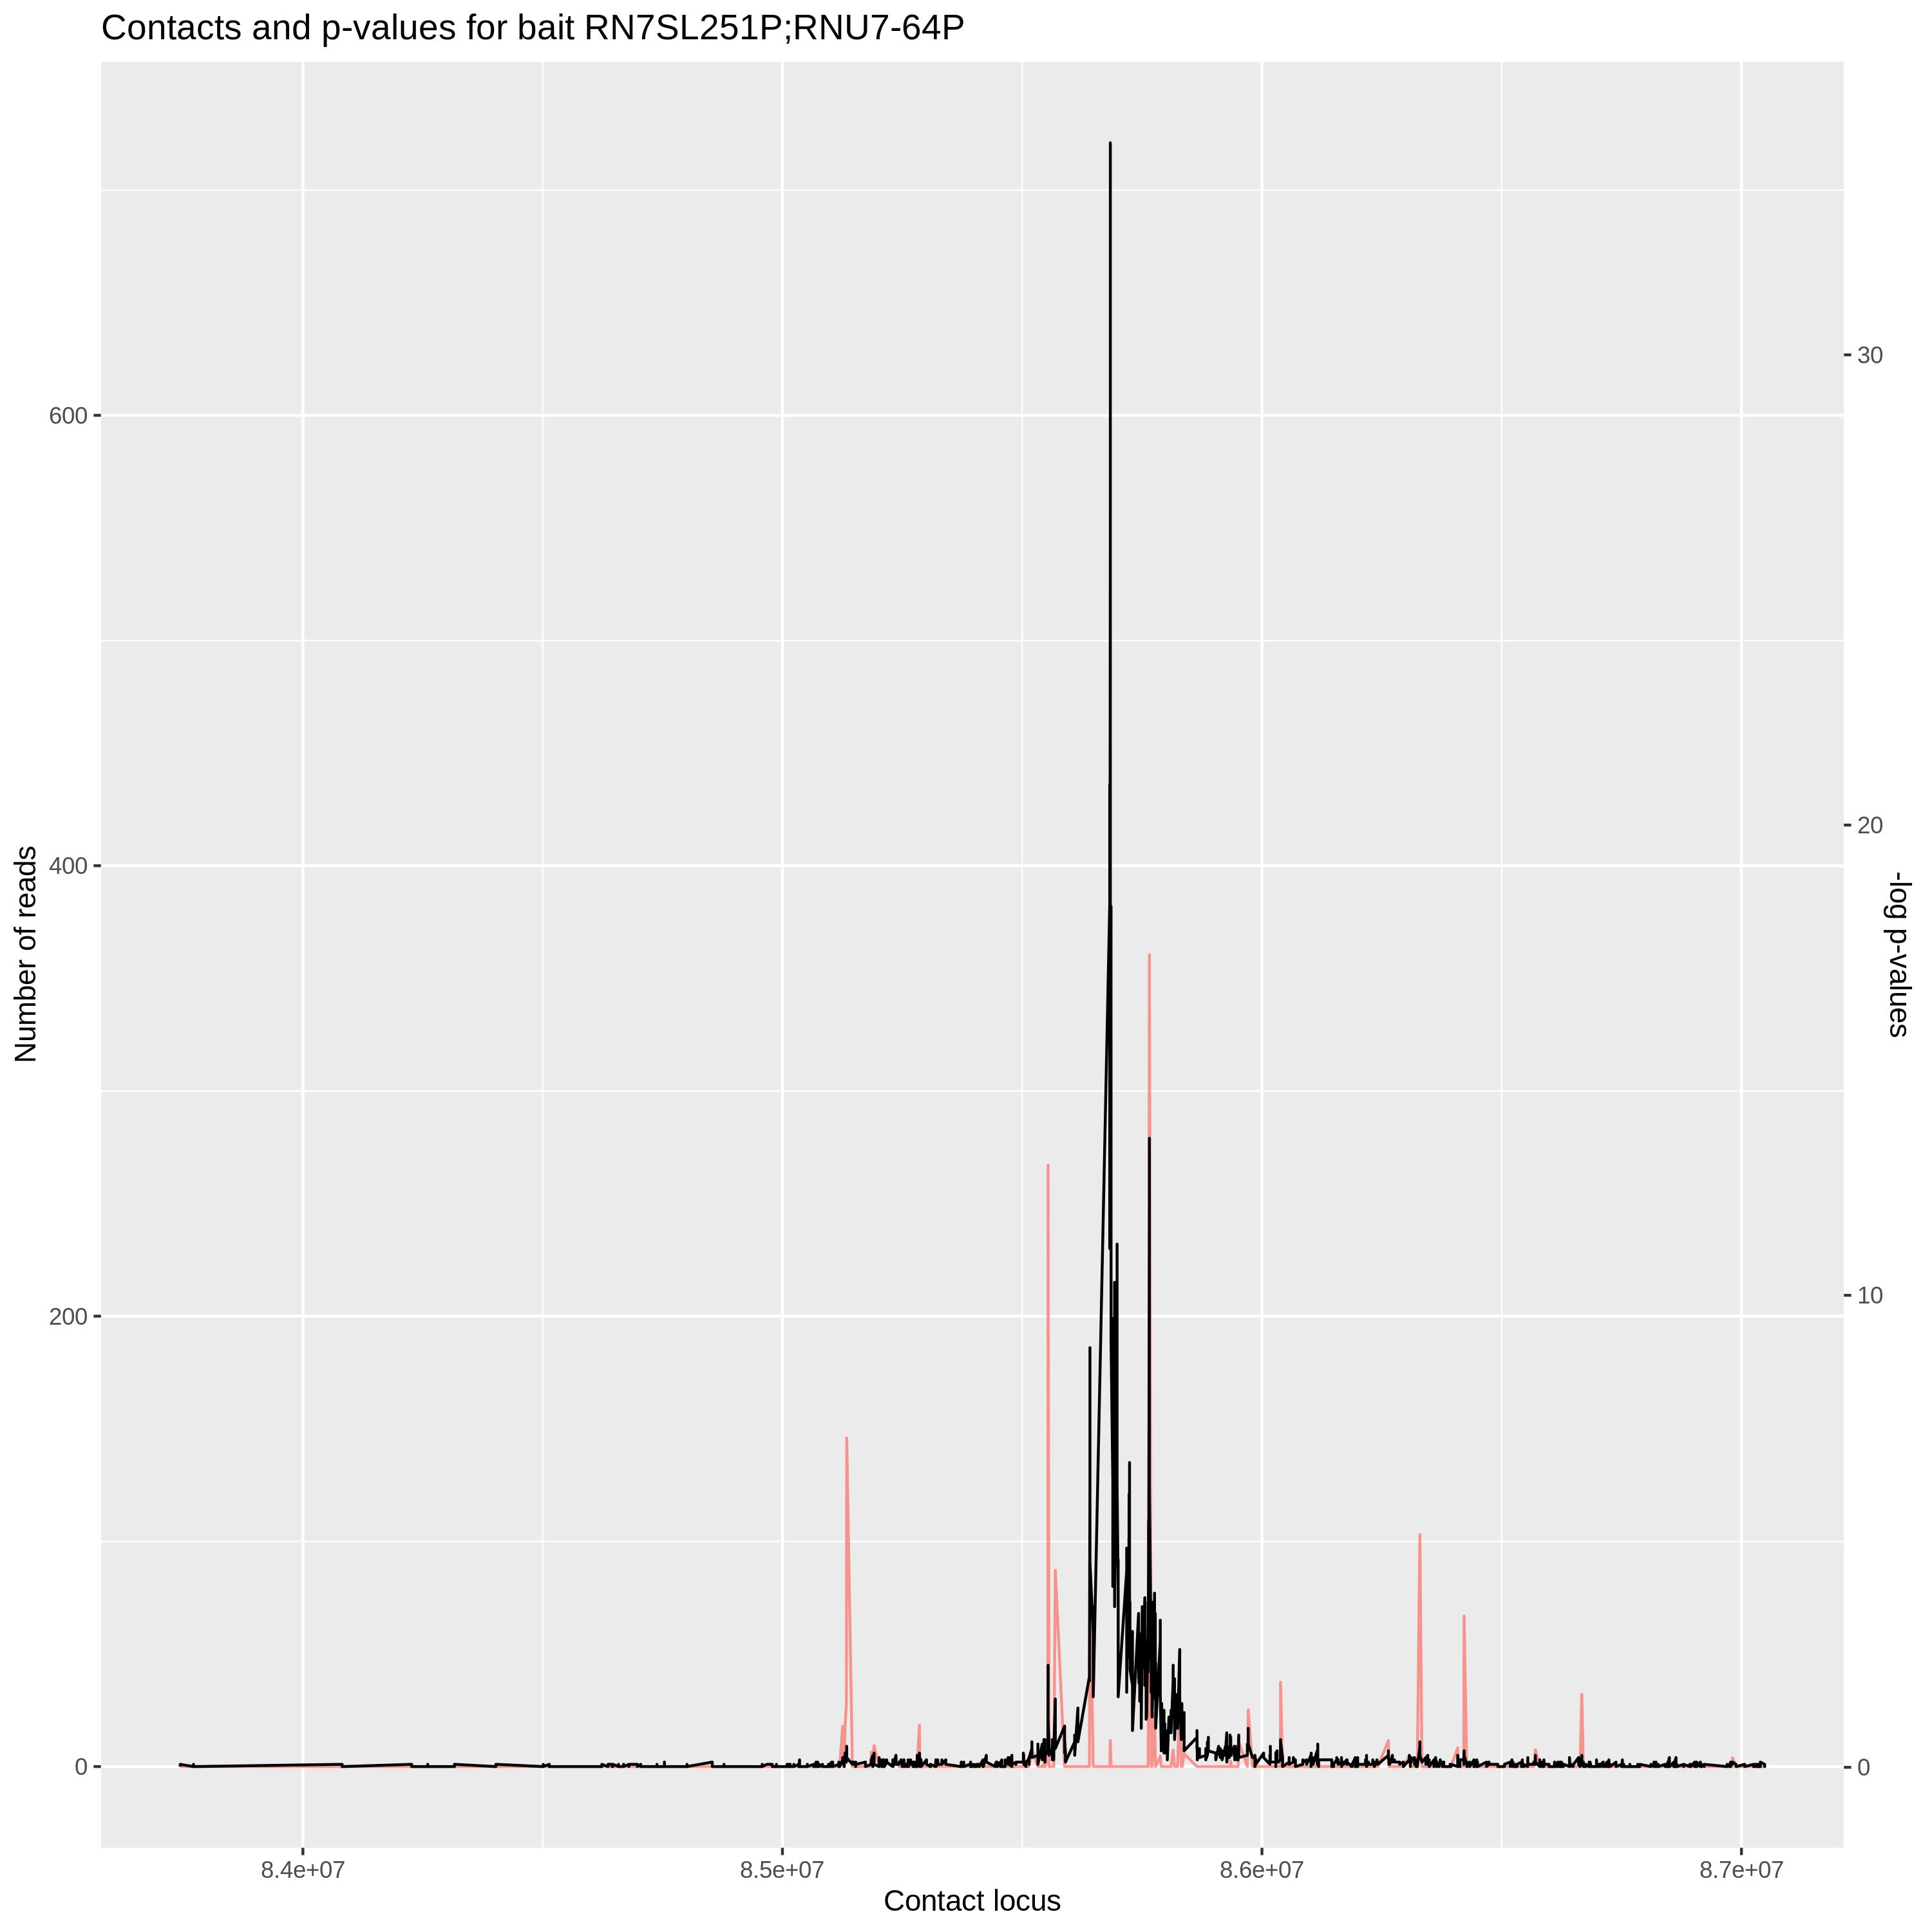 Contacts and p-values for bait RN7SL251P;RNU7-64P
Number of reads
600
400
200
0
30
20
10
0
-log p-values
8.4e+07
8.5e+07
8.6e+07
8.7e+07
Contact locus